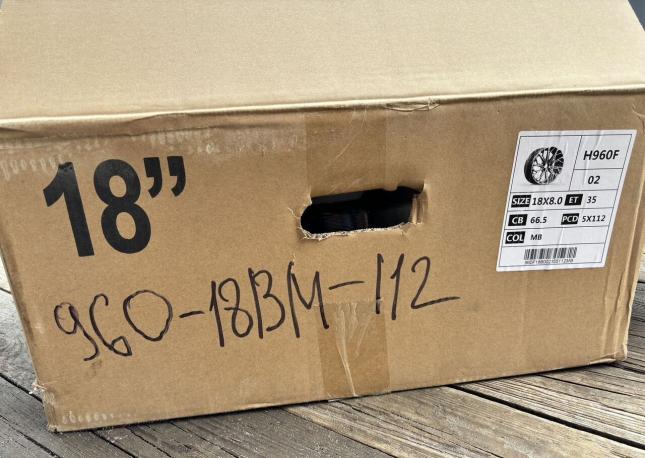 18”
960-18BM-112
H960F
02
SIZE 18X8.0 ET 35
CB 66.5 PCD 5X112
COL MB